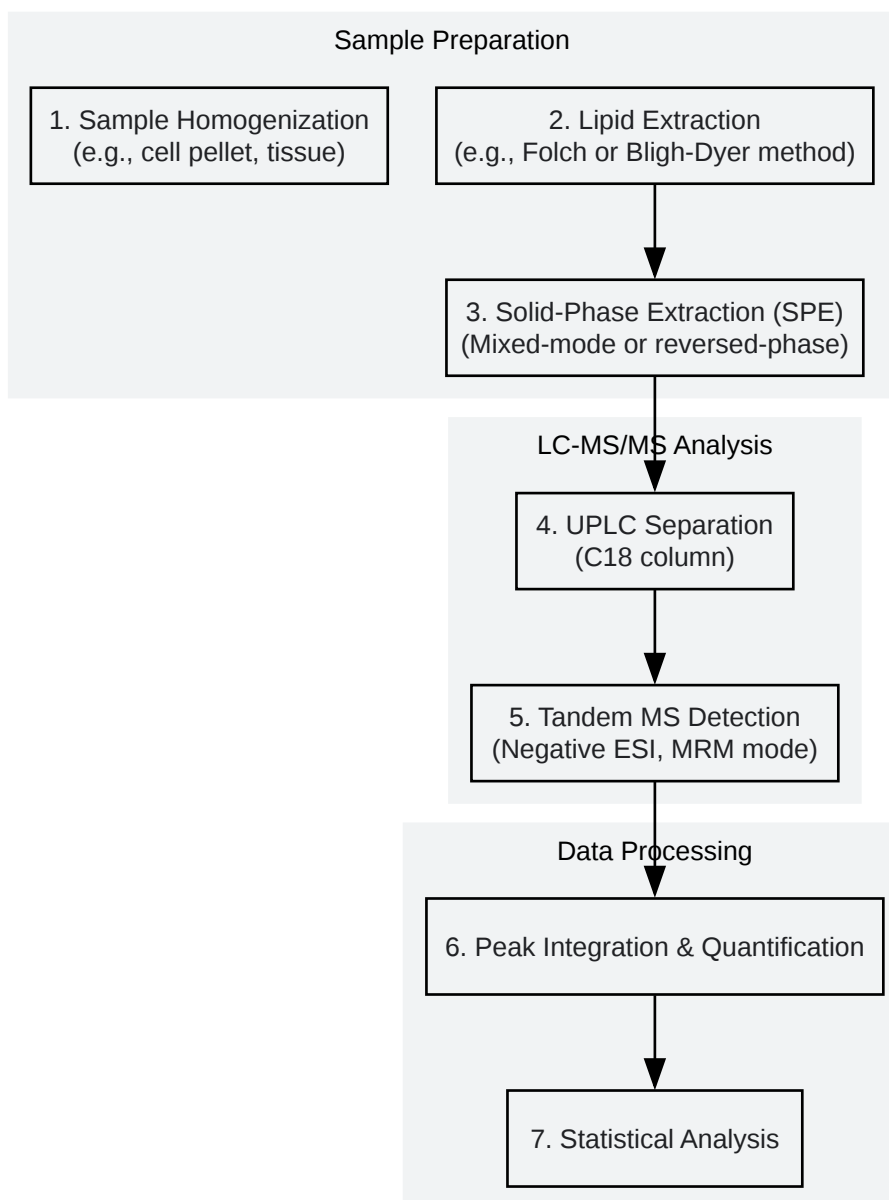 Sample Preparation
1. Sample Homogenization
(e.g., cell pellet, tissue)
2. Lipid Extraction
(e.g., Folch or Bligh-Dyer method)
3. Solid-Phase Extraction (SPE)
(Mixed-mode or reversed-phase)
LC-MS/MS Analysis
4. UPLC Separation
(C18 column)
5. Tandem MS Detection
(Negative ESI, MRM mode)
Data Processing
6. Peak Integration & Quantification
7. Statistical Analysis